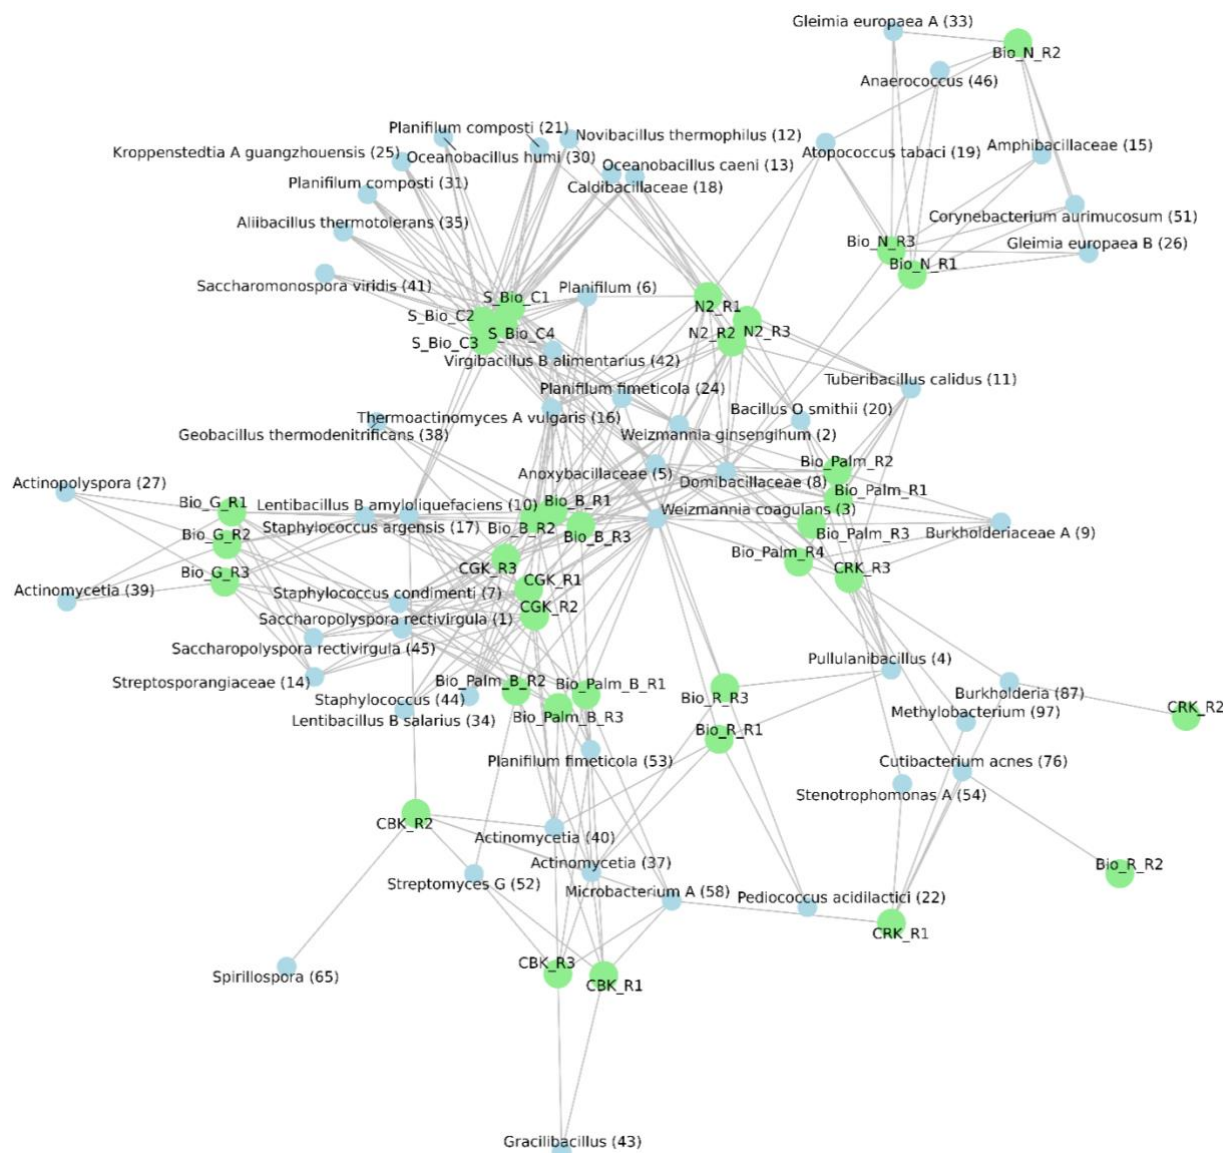 Gleimia europaea A (33)
Bio_N_R2
Anaerococcus (46)
Planifilum composti (21)
Novibacillus thermophilus (12)
Kroppenstedtia A guangzhouensis (25)
Oceanobacillus humi (30)
Atopococcus tabaci (19)
Amphibacillaceae (15)
Oceanobacillus caeni (13)
Planifilum composti (31)
Caldibacillaceae (18)
Aliibacillus thermotolerans (35)
Corynebacterium aurimucosum (51)
Bio_N_R3
Gleimia europaea B (26)
Bio_N_R1
Saccharomonospora viridis (41)
Planifilum (6)
S_Bio_C1
N2_R1
S_Bio_C2
S_Bio_C4
N2_R2
N2_R3
S_Bio_C3
Virgibacillus B alimentarius (42)
Tuberibacillus calidus (11)
Planifilum fimeticola (24)
Thermoactinomyces A vulgaris (16)
Bacillus O smithii (20)
Geobacillus thermodenitrificans (38)
Weizmannia ginsengihum (2)
Bio_Palm_R2
Anoxybacillaceae (5)
Domibacillaceae (8)
Actinopolyspora (27)
Bio_Palm_R1
Bio_G_R1
Lentibacillus B amyloliquefaciens (10)
Bio_B_R1
Weizmannia coagulans (3)
Staphylococcus argensis (17)
Bio_B_R2
Bio_B_R3
Bio_Palm_R3
Burkholderiaceae A (9)
Bio_G_R2
Bio_Palm_R4
CGK_R3
CRK_R3
Bio_G_R3
CGK_R1
Actinomycetia (39)
Staphylococcus condimenti (7)
CGK_R2
Saccharopolyspora rectivirgula (1)
Saccharopolyspora rectivirgula (45)
Pullulanibacillus (4)
Streptosporangiaceae (14)
Bio_Palm_B_R2
Bio_Palm_B_R1
Burkholderia (87)
Staphylococcus (44)
Bio_R_R3
CRK_R2
Lentibacillus B salarius (34)
Bio_Palm_B_R3
Methylobacterium (97)
Bio_R_R1
Planifilum fimeticola (53)
Cutibacterium acnes (76)
Stenotrophomonas A (54)
CBK_R2
Actinomycetia (40)
Actinomycetia (37)
Bio_R_R2
Streptomyces G (52)
Microbacterium A (58)
Pediococcus acidilactici (22)
CRK_R1
CBK_R3
Spirillospora (65)
CBK_R1
Gracilibacillus (43)